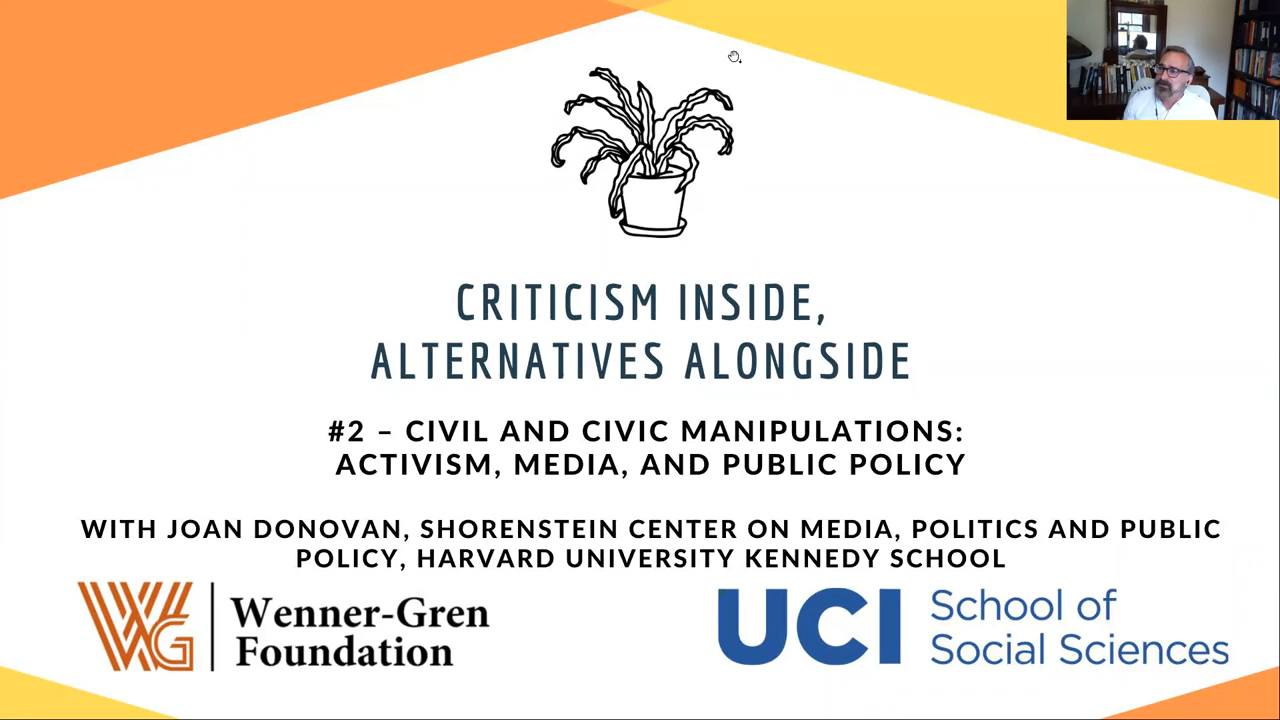 CRITICISM INSIDE,
ALTERNATIVES ALONGSIDE
#2 – CIVIL AND CIVIC MANIPULATIONS:
ACTIVISM, MEDIA, AND PUBLIC POLICY
WITH JOAN DONOVAN, SHORENSTEIN CENTER ON MEDIA, POLITICS AND PUBLIC
POLICY, HARVARD UNIVERSITY KENNEDY SCHOOL
WG
Wenner-Gren
Foundation
UCI
School of
Social Sciences